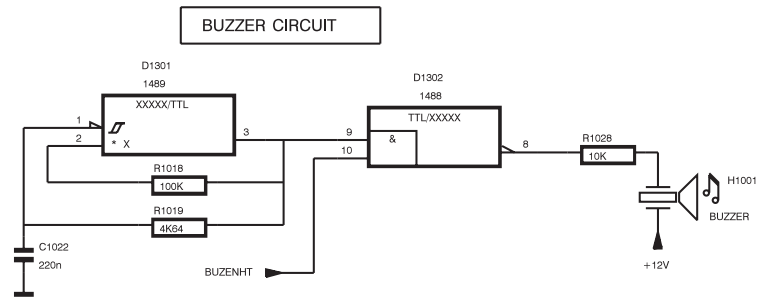 BUZZER CIRCUIT
D1301
1489
XXXXX/TTL
1
2
* X
3
D1302
1488
TTL/XXXXX
9
10
&
8
R1028
10K
R1018
100K
R1019
4K64
H1001
BUZZER
C1022
220n
BUZENHT
+12V